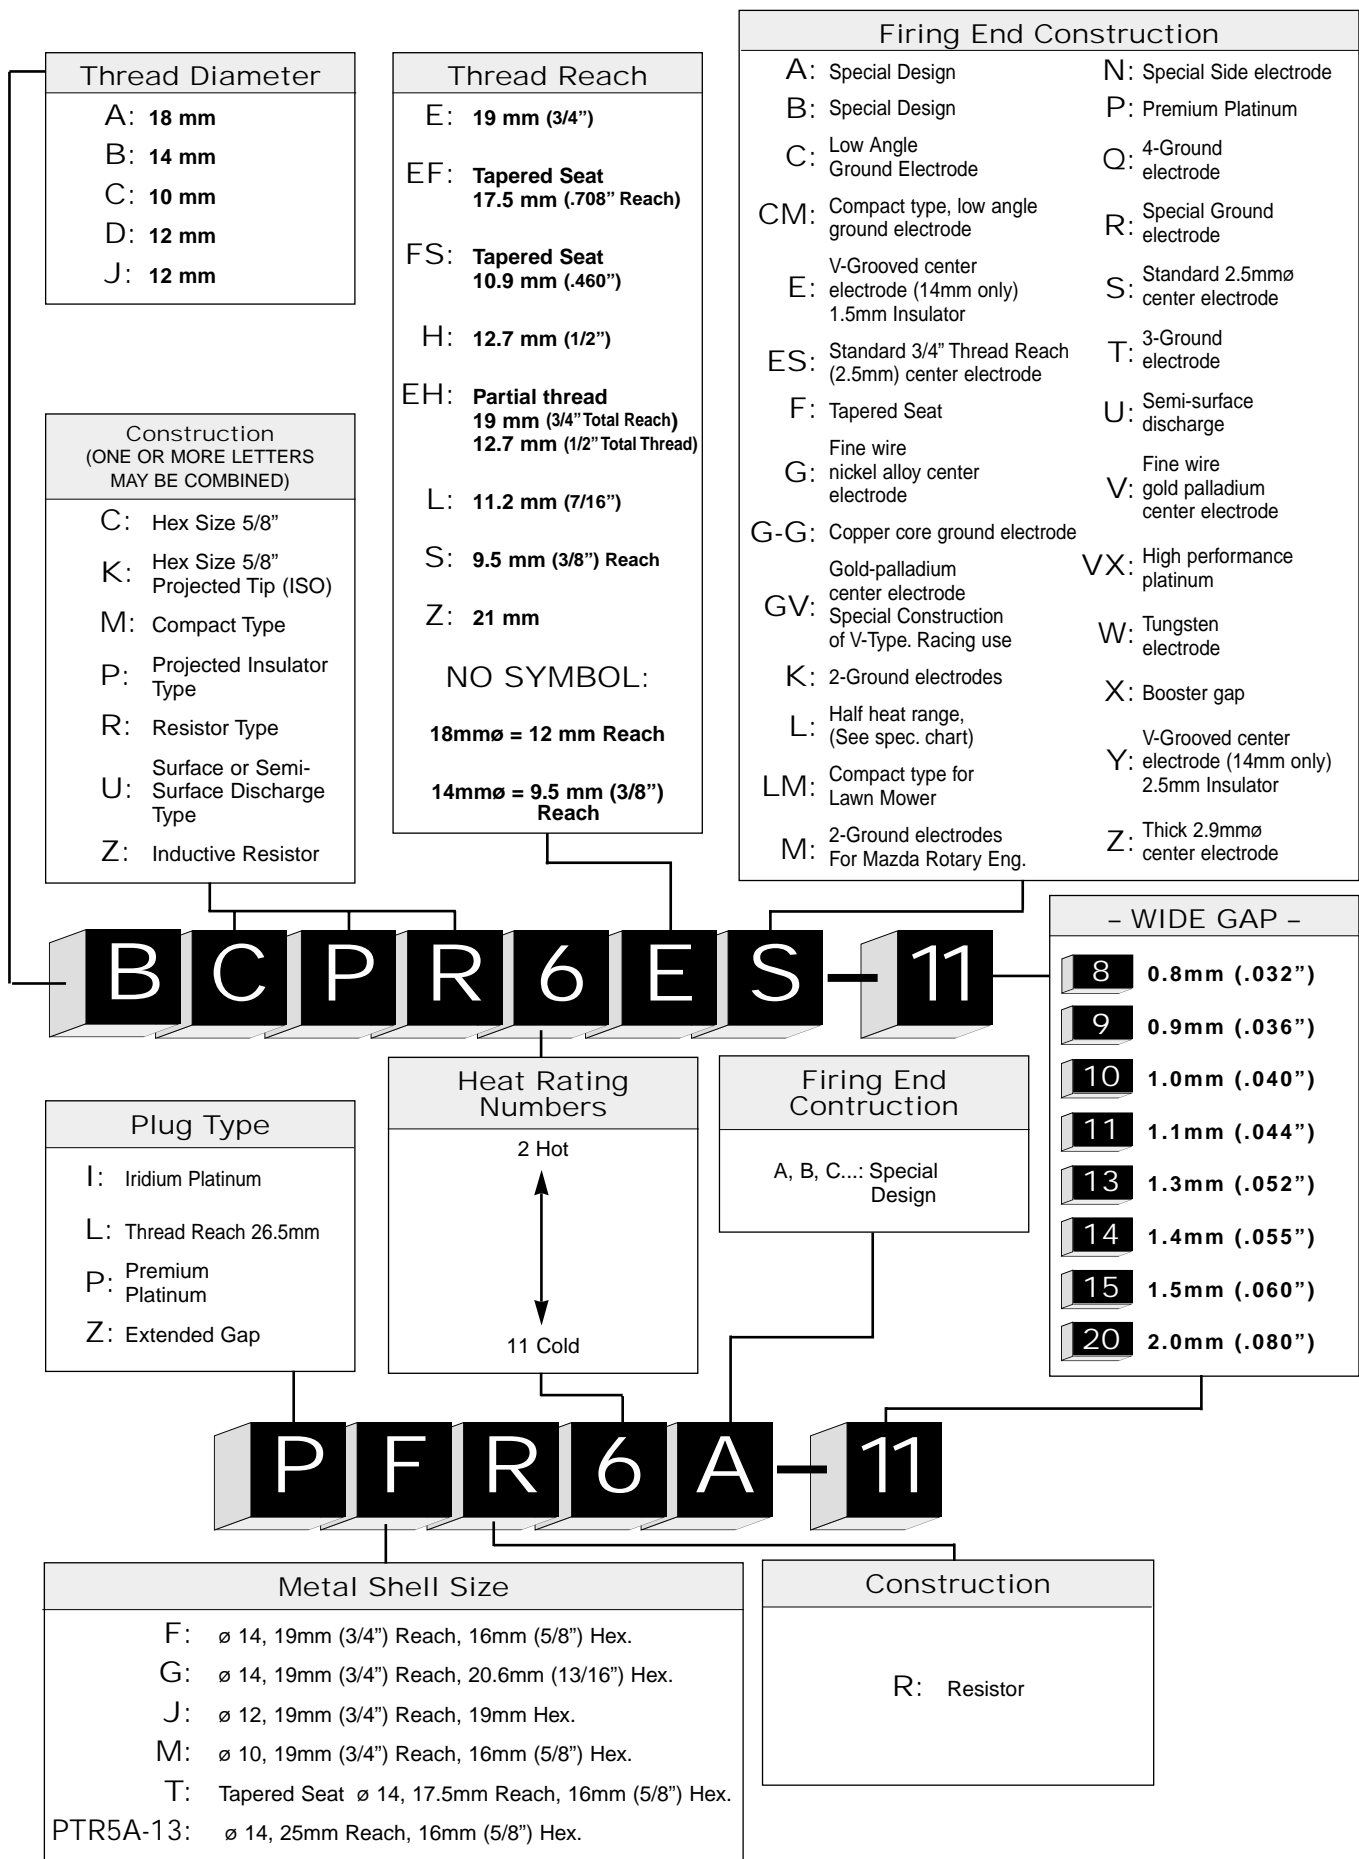 Thread Diameter
A: 18 mm
B: 14 mm
C: 10 mm
D: 12 mm
J: 12 mm
Construction
(ONE OR MORE LETTERS
MAY BE COMBINED)
C: Hex Size 5/8”
K: Hex Size 5/8”
Projected Tip (ISO)
M: Compact Type
P: Projected Insulator
Type
R: Resistor Type
U: Surface or Semi-
Surface Discharge
Type
Z: Inductive Resistor
Thread Reach
E: 19 mm (3/4”)
EF: Tapered Seat
17.5 mm (.708” Reach)
FS: Tapered Seat
10.9 mm (.460”)
H: 12.7 mm (1/2”)
EH: Partial thread
19 mm (3/4” Total Reach)
12.7 mm (1/2” Total Thread)
L: 11.2 mm (7/16”)
S: 9.5 mm (3/8”) Reach
Z: 21 mm
NO SYMBOL:
18mmø = 12 mm Reach
14mmø = 9.5 mm (3/8”)
Reach
Firing End Construction
A: Special Design
B: Special Design
C: Low Angle
Ground Electrode
CM: Compact type, low angle
ground electrode
E: V-Grooved center
electrode (14mm only)
1.5mm Insulator
ES: Standard 3/4” Thread Reach
(2.5mm) center electrode
F: Tapered Seat
G: Fine wire
nickel alloy center
electrode
G-G: Copper core ground electrode
GV: Gold-palladium
center electrode
Special Construction
of V-Type. Racing use
K: 2-Ground electrodes
L: Half heat range,
(See spec. chart)
LM: Compact type for
Lawn Mower
M: 2-Ground electrodes
For Mazda Rotary Eng.
N: Special Side electrode
P: Premium Platinum
Q: 4-Ground
electrode
R: Special Ground
electrode
S: Standard 2.5mmø
center electrode
T: 3-Ground
electrode
U: Semi-surface
discharge
V: Fine wire
gold palladium
center electrode
VX: High performance
platinum
W: Tungsten
electrode
X: Booster gap
Y: V-Grooved center
electrode (14mm only)
2.5mm Insulator
Z: Thick 2.9mmø
center electrode
B C P R 6 E S - 11
– WIDE GAP –
8 0.8mm (.032”)
9 0.9mm (.036”)
10 1.0mm (.040”)
11 1.1mm (.044”)
13 1.3mm (.052”)
14 1.4mm (.055”)
15 1.5mm (.060”)
20 2.0mm (.080”)
Plug Type
I: Iridium Platinum
L: Thread Reach 26.5mm
P: Premium
Platinum
Z: Extended Gap
Heat Rating
Numbers
2 Hot
11 Cold
Firing End
Contruction
A, B, C...: Special
Design
P F R 6 A - 11
Metal Shell Size
F: ø 14, 19mm (3/4”) Reach, 16mm (5/8”) Hex.
G: ø 14, 19mm (3/4”) Reach, 20.6mm (13/16”) Hex.
J: ø 12, 19mm (3/4”) Reach, 19mm Hex.
M: ø 10, 19mm (3/4”) Reach, 16mm (5/8”) Hex.
T: Tapered Seat ø 14, 17.5mm Reach, 16mm (5/8”) Hex.
PTR5A-13: ø 14, 25mm Reach, 16mm (5/8”) Hex.
Construction
R: Resistor